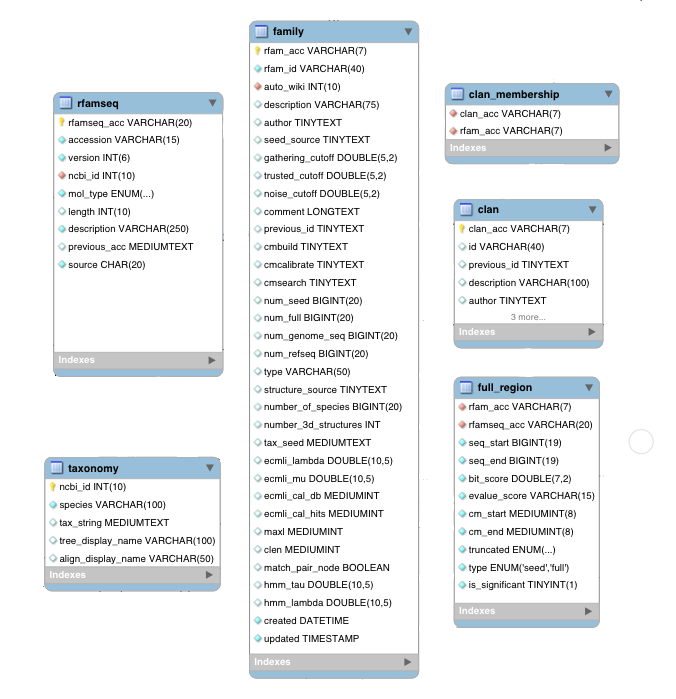 rfamseq
rfamseq_acc VARCHAR(20)
accession VARCHAR(15)
version INT(6)
ncbi_id INT(10)
mol_type ENUM(...)
length INT(10)
description VARCHAR(250)
previous_acc MEDIUMTEXT
source CHAR(20)
Indexes
taxonomy
ncbi_id INT(10)
species VARCHAR(100)
tax_string MEDIUMTEXT
tree_display_name VARCHAR(100)
align_display_name VARCHAR(50)
Indexes
family
rfam_acc VARCHAR(7)
rfam_id VARCHAR(40)
auto_wiki INT(10)
description VARCHAR(75)
author TINYTEXT
seed_source TINYTEXT
gathering_cutoff DOUBLE(5,2)
trusted_cutoff DOUBLE(5,2)
noise_cutoff DOUBLE(5,2)
comment LONGTEXT
previous_id TINYTEXT
cmbuild TINYTEXT
cmcalibrate TINYTEXT
cmsearch TINYTEXT
num_seed BIGINT(20)
num_full BIGINT(20)
num_genome_seq BIGINT(20)
num_refseq BIGINT(20)
type VARCHAR(50)
structure_source TINYTEXT
number_of_species BIGINT(20)
number_3d_structures INT
tax_seed MEDIUMTEXT
ecmli_lambda DOUBLE(10,5)
ecmli_mu DOUBLE(10,5)
ecmli_cal_db MEDIUMINT
ecmli_cal_hits MEDIUMINT
maxl MEDIUMINT
clen MEDIUMINT
match_pair_node BOOLEAN
hmm_tau DOUBLE(10,5)
hmm_lambda DOUBLE(10,5)
created DATETIME
updated TIMESTAMP
Indexes
clan_membership
clan_acc VARCHAR(7)
rfam_acc VARCHAR(7)
Indexes
clan
clan_acc VARCHAR(7)
id VARCHAR(40)
previous_id TINYTEXT
description VARCHAR(100)
author TINYTEXT
3 more...
Indexes
full_region
rfam_acc VARCHAR(7)
rfamseq_acc VARCHAR(20)
seq_start BIGINT(19)
seq_end BIGINT(19)
bit_score DOUBLE(7,2)
evalue_score VARCHAR(15)
cm_start MEDIUMINT(8)
cm_end MEDIUMINT(8)
truncated ENUM(...)
type ENUM('seed','full')
is_significant TINYINT(1)
Indexes